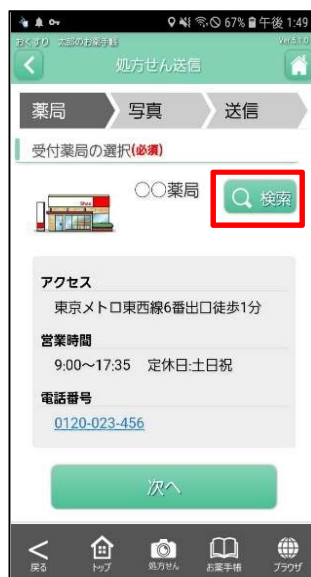 67% 午後 1:49
おくすり 太郎のお薬手帳 Ver.5.1.0
処方せん送信
薬局 写真 送信
受付薬局の選択(必須)
○○薬局
検索
アクセス
東京メトロ東西線6番出口徒歩1分
営業時間
9:00～17:35 定休日:土日祝
電話番号
0120-023-456
次へ
戻る トップ 処方せん お薬手帳 ブラウザ